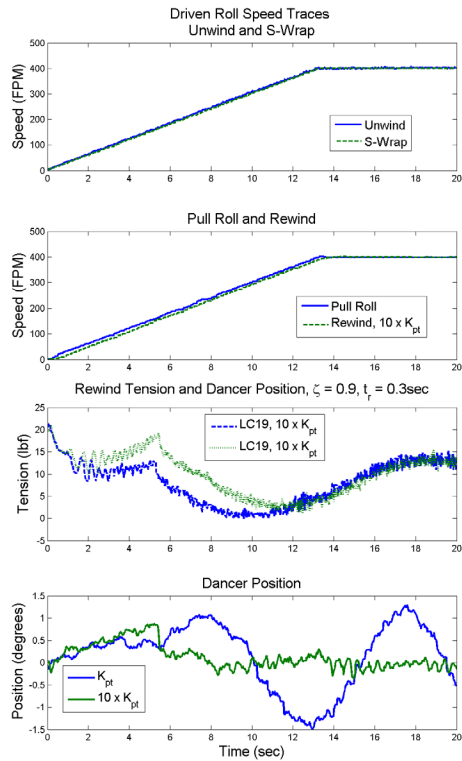 Driven Roll Speed Traces
Unwind and S-Wrap
500
400
300
200
100
0
Speed (FPM)
Unwind
S-Wrap
0 2 4 6 8 10 12 14 16 18 20
Pull Roll and Rewind
500
400
300
200
100
0
Speed (FPM)
Pull Roll
Rewind, 10 x Kpt
0 2 4 6 8 10 12 14 16 18 20
Rewind Tension and Dancer Position, ζ = 0.9, tr = 0.3sec
25
20
15
10
5
0
-5
Tension (lbf)
LC19, 10 x Kpt
LC19, 10 x Kpt
0 2 4 6 8 10 12 14 16 18 20
Dancer Position
1.5
1
0.5
0
-0.5
-1
-1.5
Position (degrees)
Kpt
10 x Kpt
0 2 4 6 8 10 12 14 16 18 20
Time (sec)